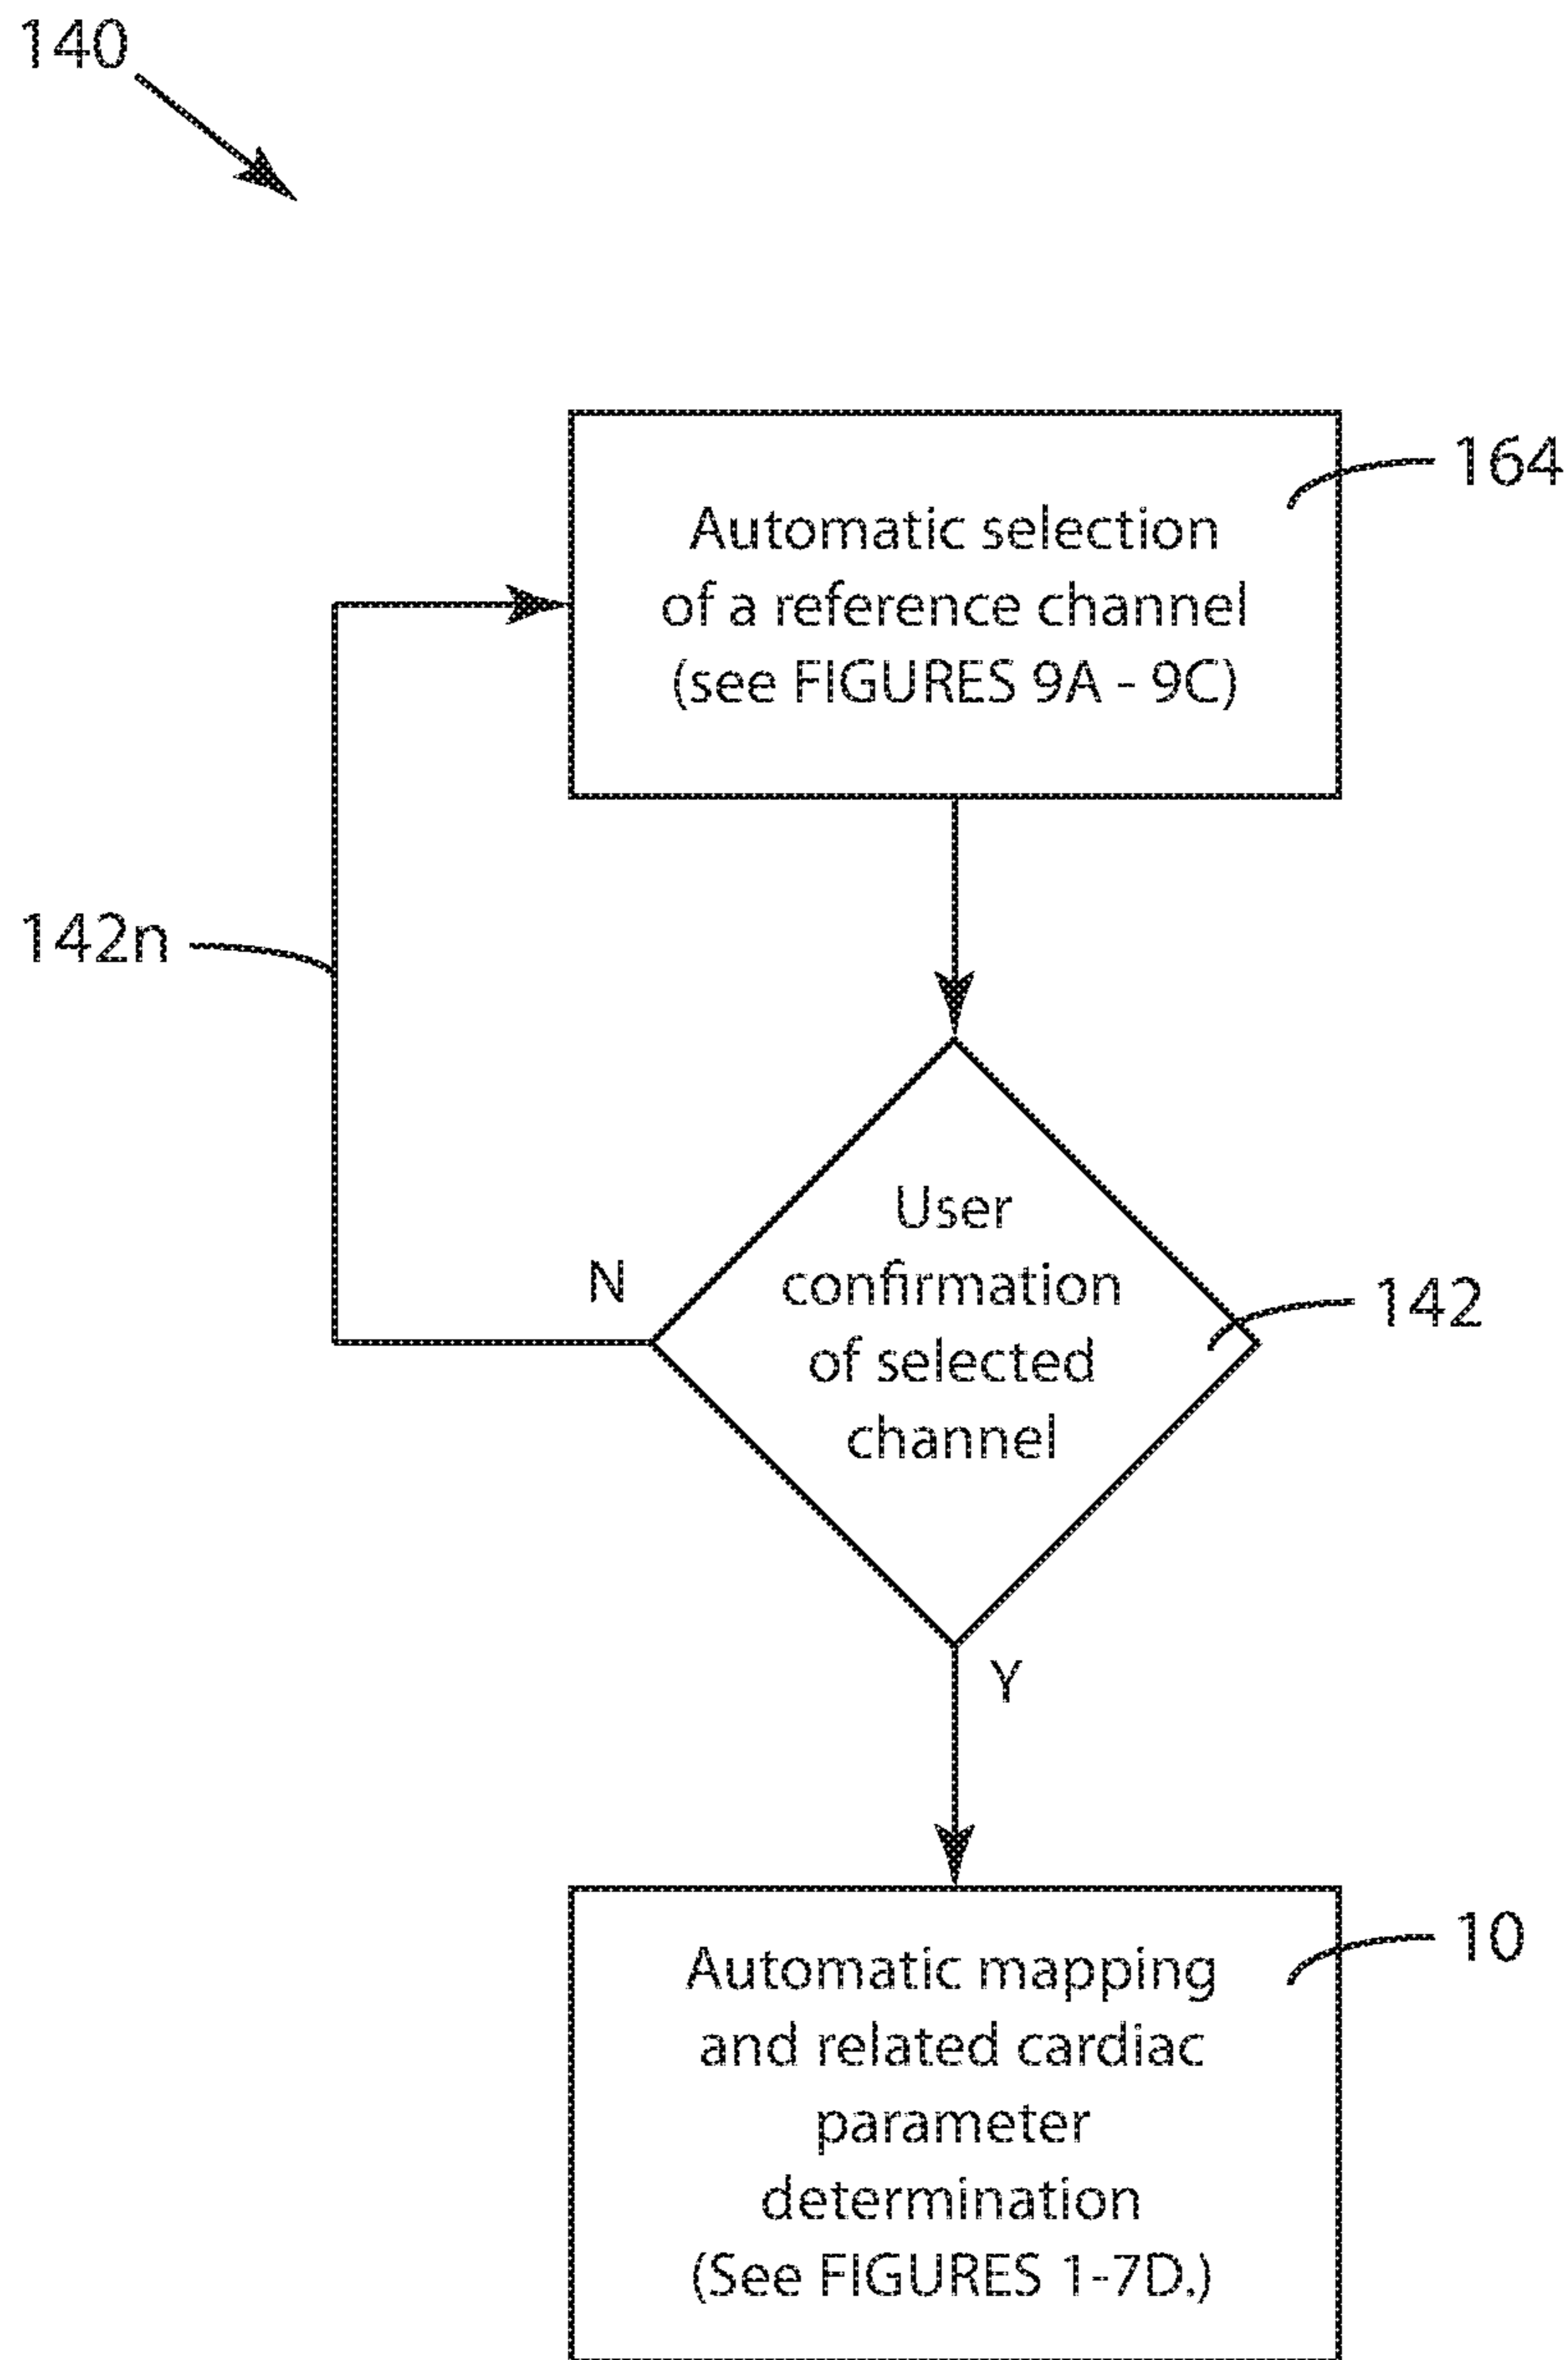 140
Automatic selection
of a reference channel
(see FIGURES 9A - 9C)
164
142n
N
User
confirmation
of selected
channel
142
Y
Automatic mapping
and related cardiac
parameter
determination
(See FIGURES 1-7D.)
10